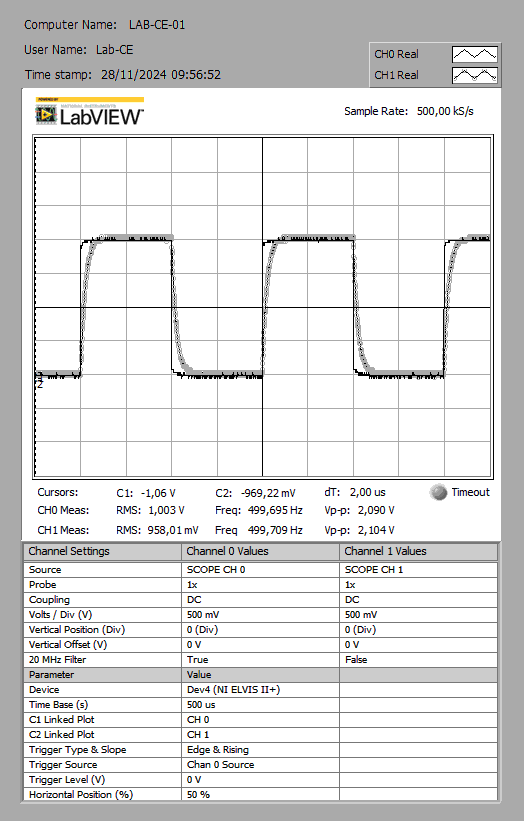 Computer Name: LAB-CE-01
User Name: Lab-CE
Time stamp: 28/11/2024 09:56:52
CH0 Real
CH1 Real
POWERED BY
NATIONAL INSTRUMENTS
LabVIEW™
Sample Rate: 500,00 kS/s
2
Cursors: C1: -1,06 V C2: -969,22 mV dT: 2,00 us Timeout
CH0 Meas: RMS: 1,003 V Freq: 499,695 Hz Vp-p: 2,090 V
CH1 Meas: RMS: 958,01 mV Freq 499,709 Hz Vp-p: 2,104 V
Channel Settings Channel 0 Values Channel 1 Values
Source SCOPE CH 0 SCOPE CH 1
Probe 1x 1x
Coupling DC DC
Volts / Div (V) 500 mV 500 mV
Vertical Position (Div) 0 (Div) 0 (Div)
Vertical Offset (V) 0 V 0 V
20 MHz Filter True False
Parameter Value
Device Dev4 (NI ELVIS II+)
Time Base (s) 500 us
C1 Linked Plot CH 0
C2 Linked Plot CH 1
Trigger Type & Slope Edge & Rising
Trigger Source Chan 0 Source
Trigger Level (V) 0 V
Horizontal Position (%) 50 %